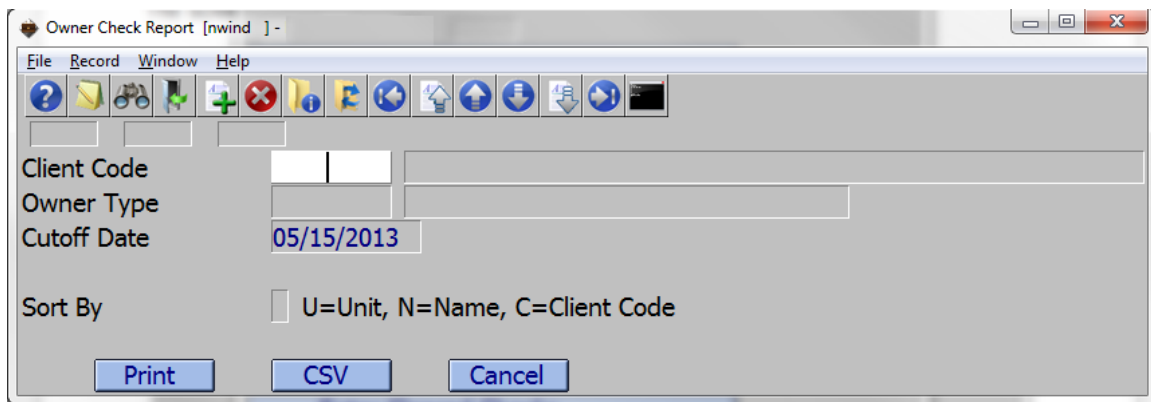 Owner Check Report [nwind ] -
File Record Window Help
Client Code
Owner Type
Cutoff Date 05/15/2013
Sort By U=Unit, N=Name, C=Client Code
Print CSV Cancel